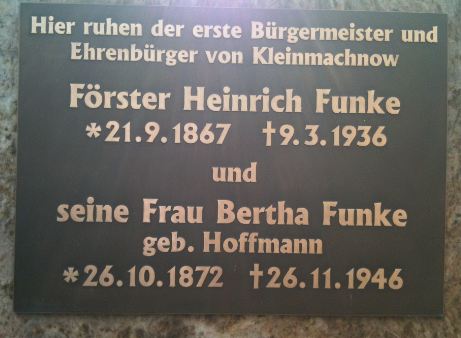 Hier ruhen der erste Bürgermeister und
Ehrenbürger von Kleinmachnow
Förster Heinrich Funke
*21.9.1867 †9.3.1936
und
seine Frau Bertha Funke
geb. Hoffmann
*26.10.1872 †26.11.1946